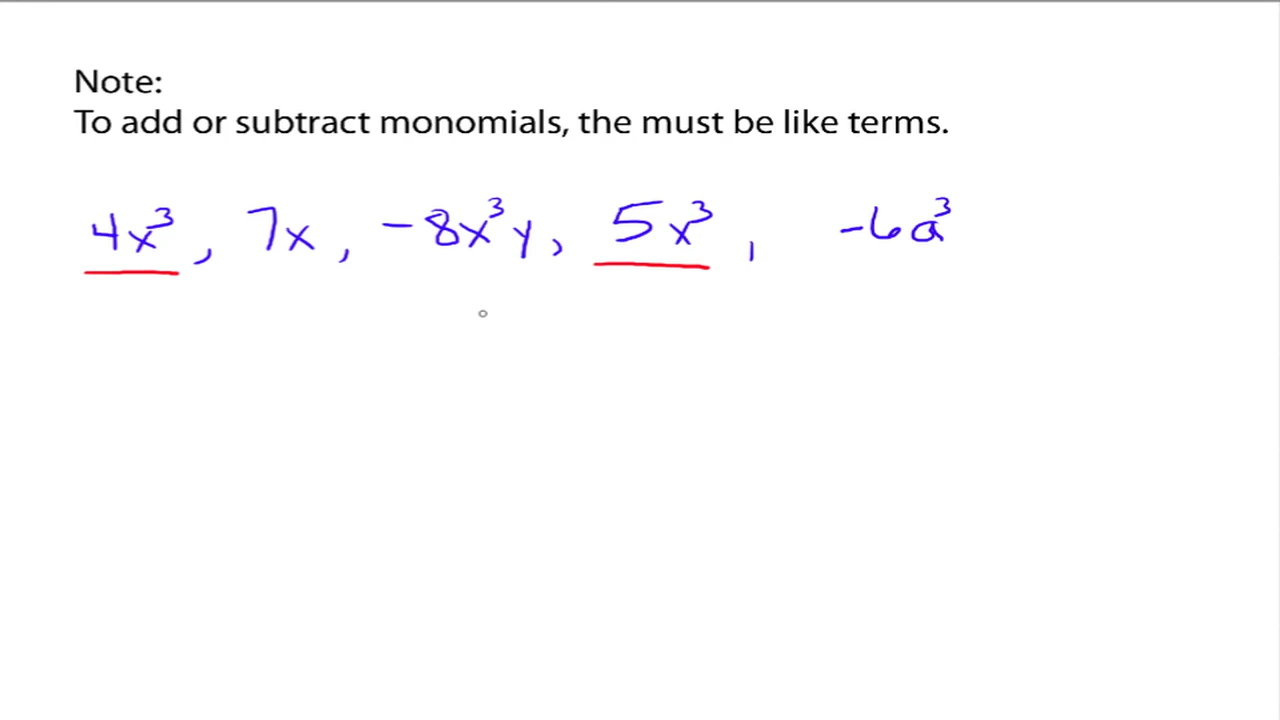 Note:
To add or subtract monomials, the must be like terms.
4x³, 7x, -8x³y, 5x³, -6a³